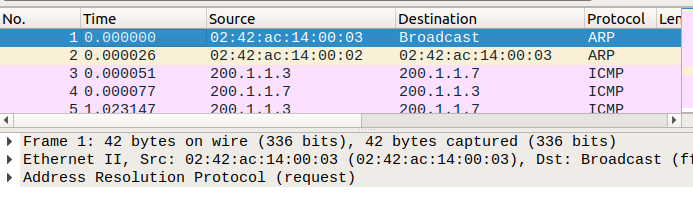 No. Time Source Destination Protocol Len
1 0.000000 02:42:ac:14:00:03 Broadcast ARP
2 0.000026 02:42:ac:14:00:02 02:42:ac:14:00:03 ARP
3 0.000051 200.1.1.3 200.1.1.7 ICMP
4 0.000077 200.1.1.7 200.1.1.3 ICMP
5 1.023147 200.1.1.3 200.1.1.7 ICMP
Frame 1: 42 bytes on wire (336 bits), 42 bytes captured (336 bits)
Ethernet II, Src: 02:42:ac:14:00:03 (02:42:ac:14:00:03), Dst: Broadcast (ff
Address Resolution Protocol (request)